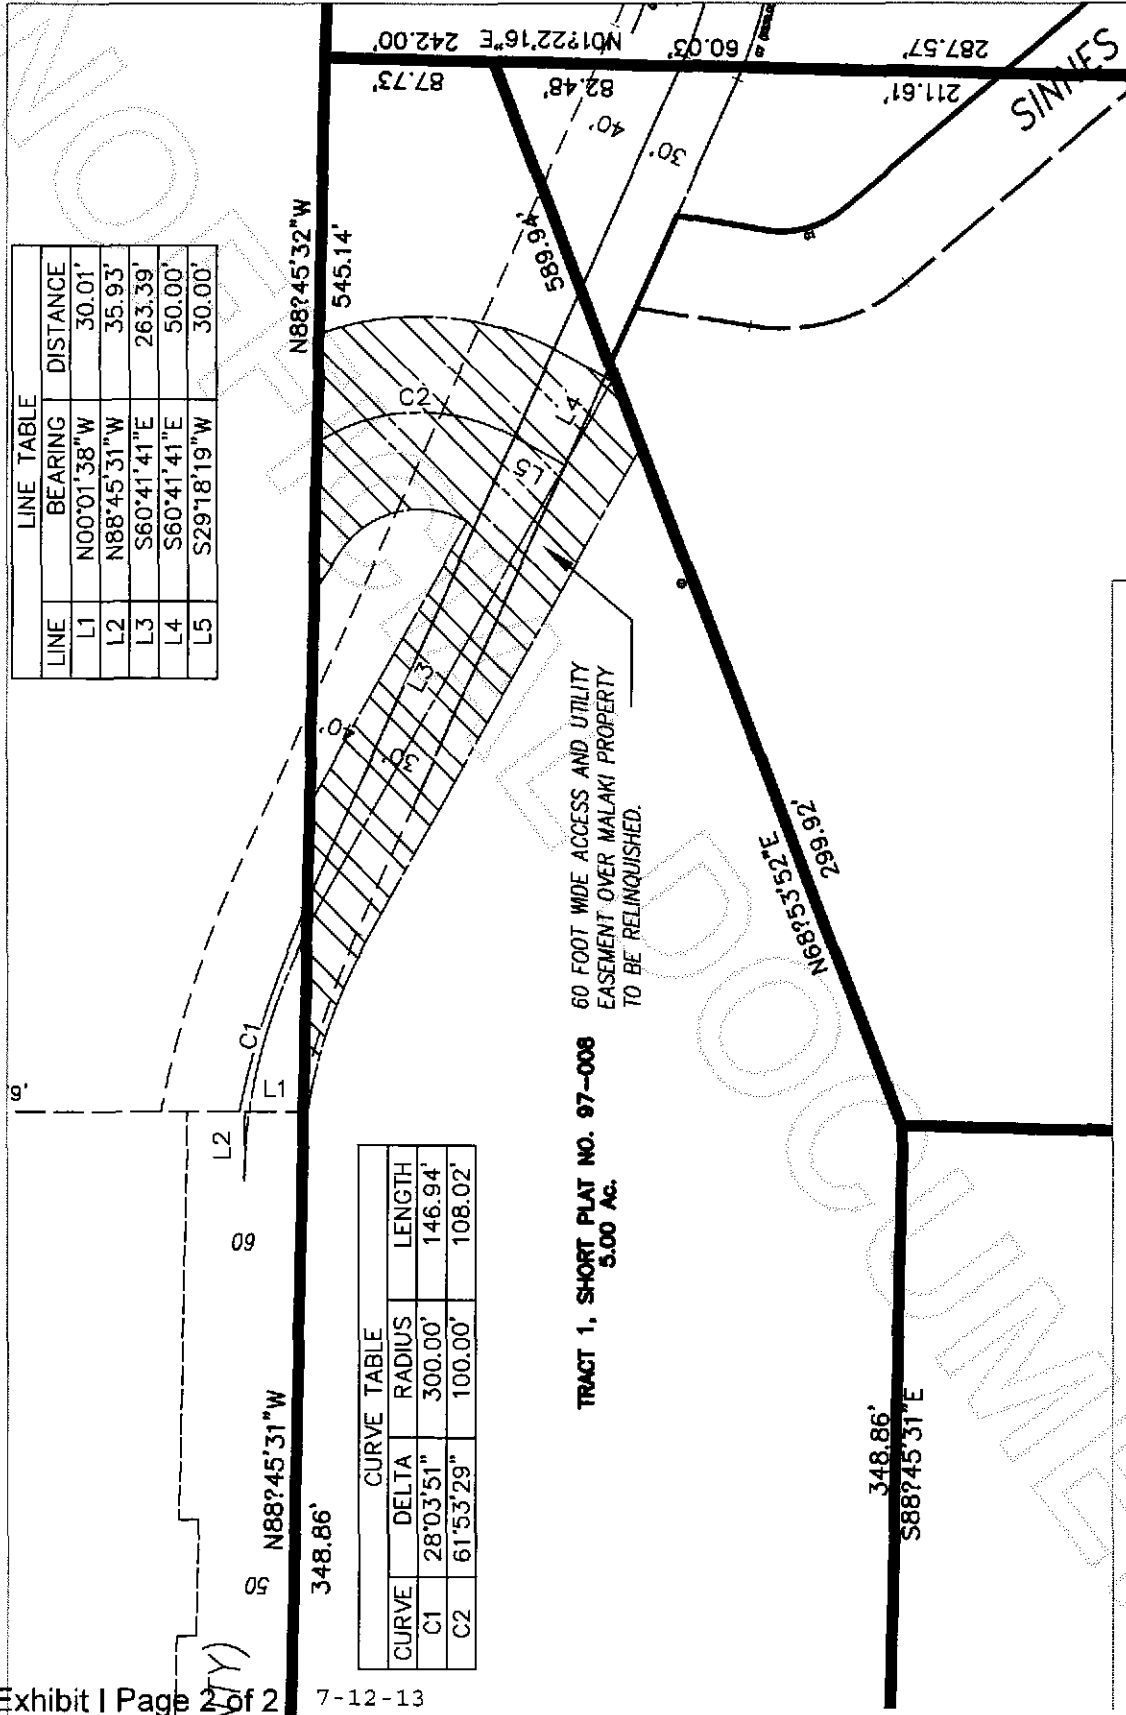 LINE TABLE
LINE BEARING DISTANCE
L1 N00°01'38"W 30.01'
L2 N88°45'31"W 35.93'
L3 S60°41'41"E 263.39'
L4 S60°41'41"E 50.00'
L5 S29°18'19"W 30.00'
N88?45'32"W
545.14'
87.73'
242.00'
N01?22'16"E
82.48'
60.03'
287.57'
211.61'
40'
30'
589.94'
SINNES
C2
L4
L5
L3
40'
30'
C1
L1
L2
9'
60
50
N88?45'31"W
348.86'
CURVE TABLE
CURVE DELTA RADIUS LENGTH
C1 28°03'51" 300.00' 146.94'
C2 61°53'29" 100.00' 108.02'
60 FOOT WIDE ACCESS AND UTILITY
EASEMENT OVER MALAKI PROPERTY
TO BE RELINQUISHED.
TRACT 1, SHORT PLAT NO. 97-008
5.00 Ac.
N68?53'52"E
299.92'
348.86'
S88?45'31"E
TY)
Exhibit I Page 2 of 2
7-12-13